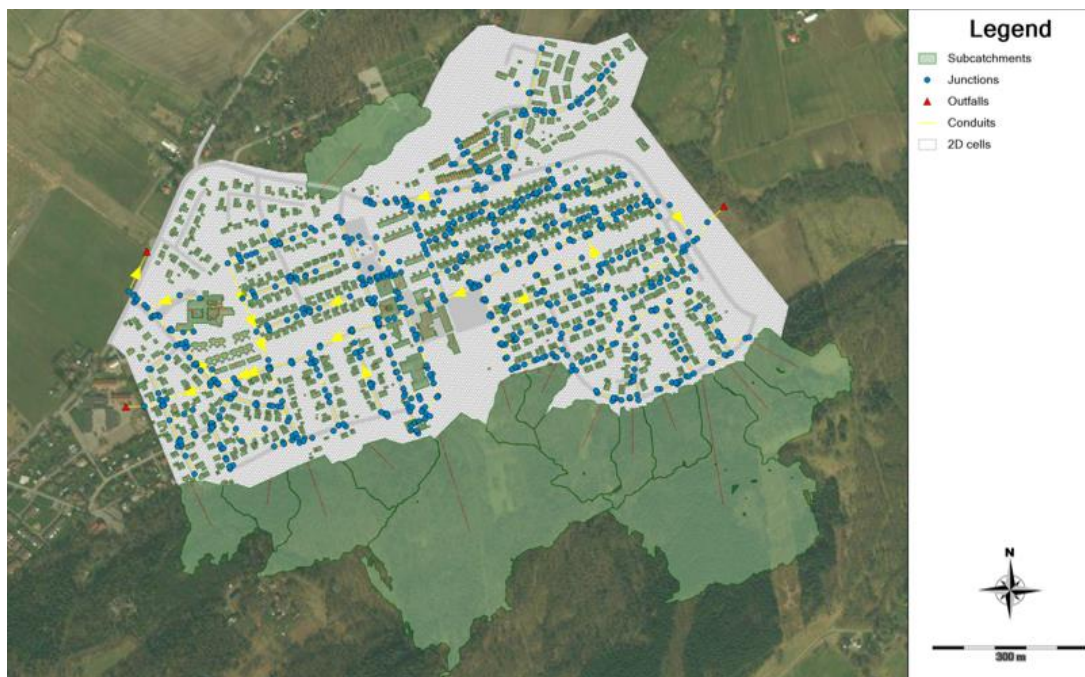 Legend
Subcatchments
Junctions
Outfalls
Conduits
2D cells
N
300 m